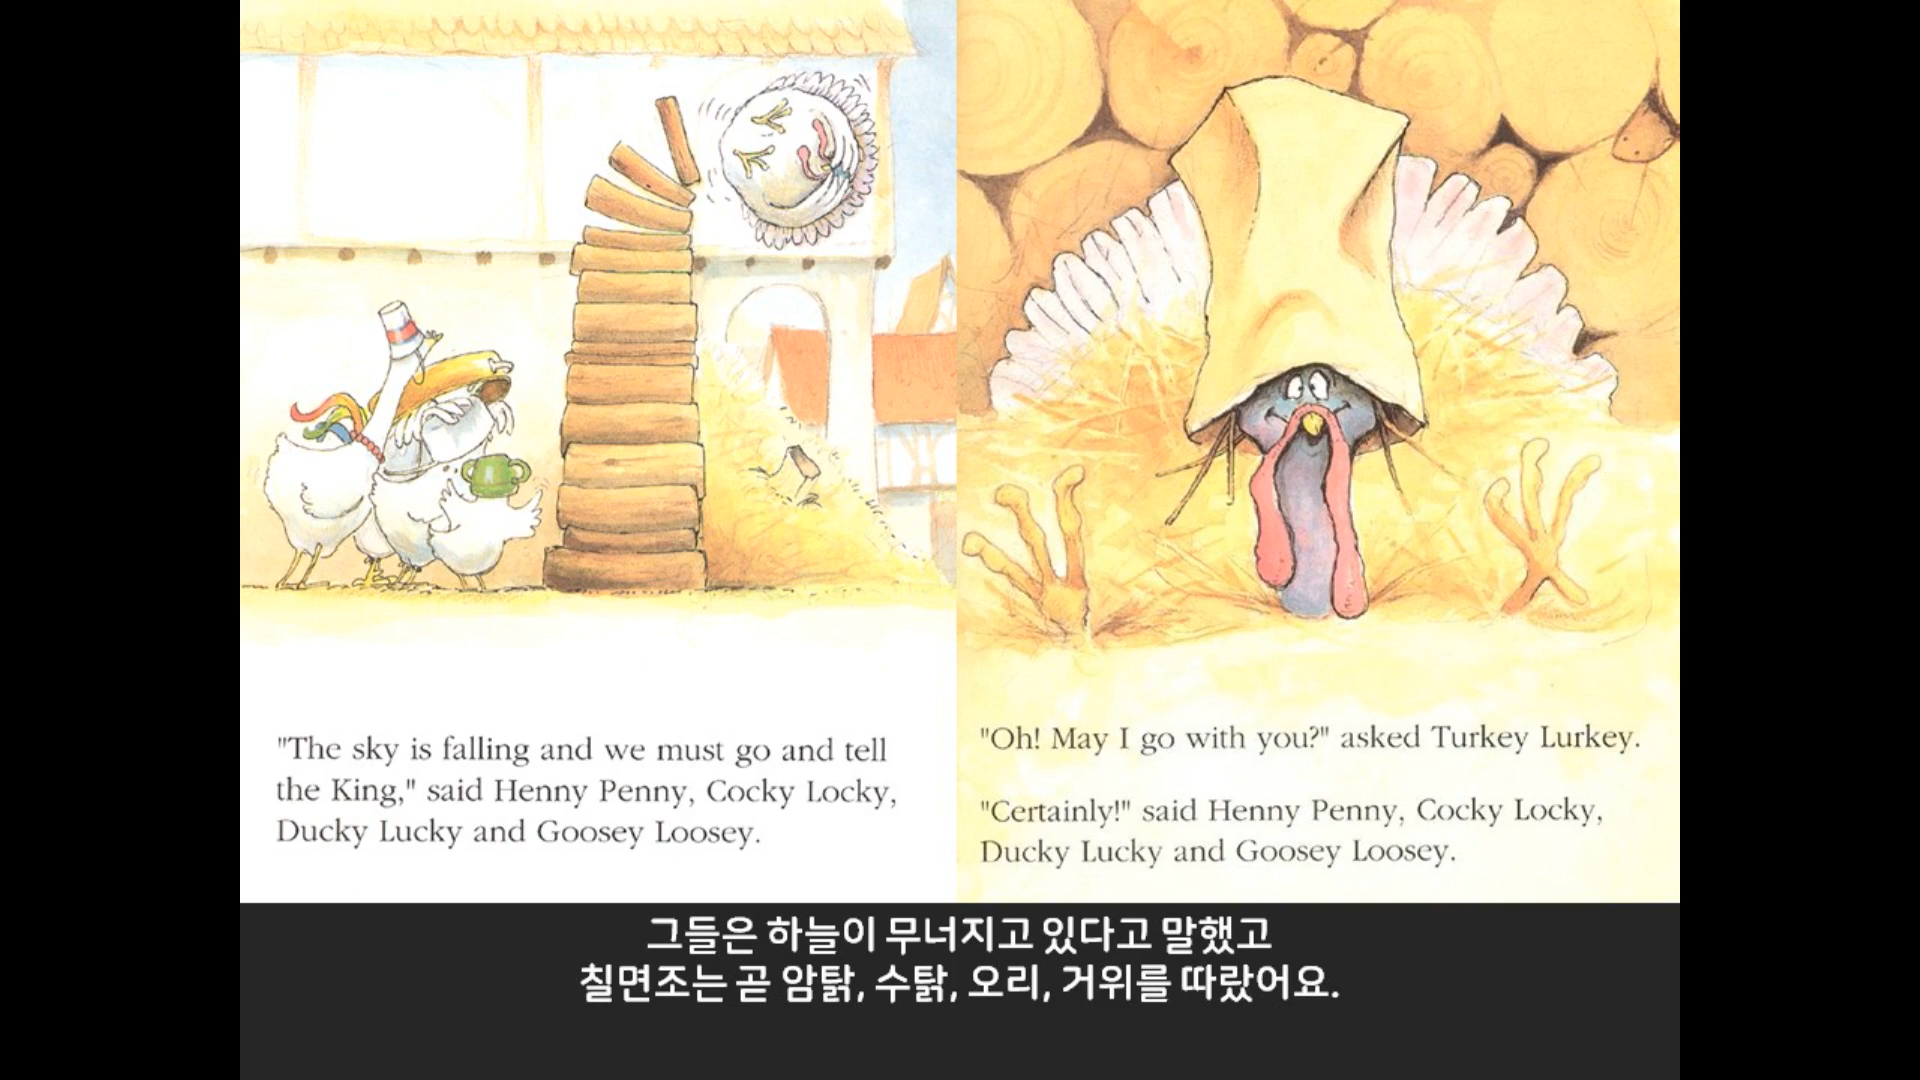 "The sky is falling and we must go and tell
the King," said Henny Penny, Cocky Locky,
Ducky Lucky and Goosey Loosey.
"Oh! May I go with you?" asked Turkey Lurkey.
"Certainly!" said Henny Penny, Cocky Locky,
Ducky Lucky and Goosey Loosey.
그들은 하늘이 무너지고 있다고 말했고
칠면조는 곧 암탉, 수탉, 오리, 거위를 따랐어요.